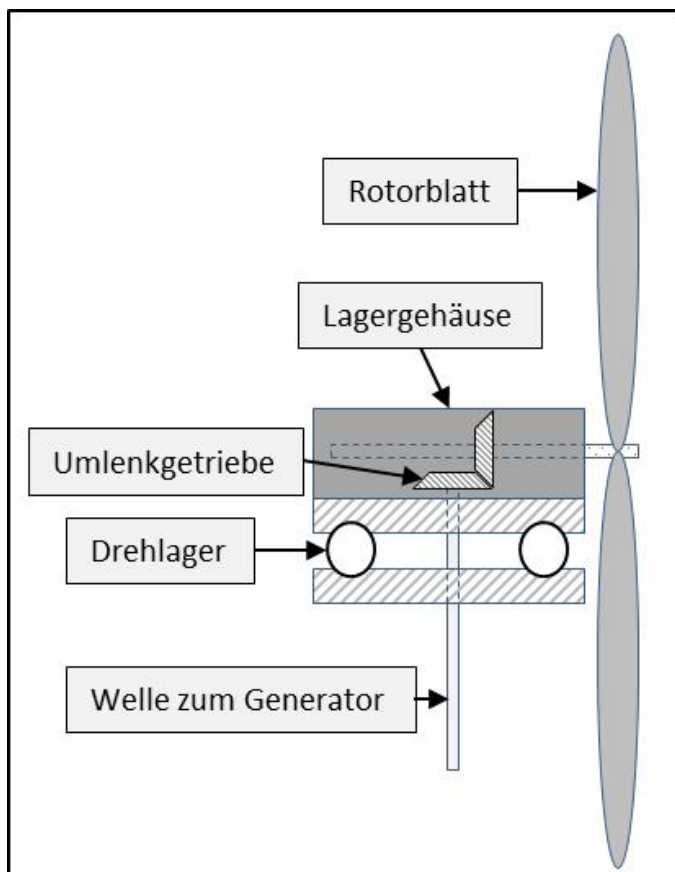 Rotorblatt
Lagergehäuse
Umlenkgetriebe
Drehlager
Welle zum Generator